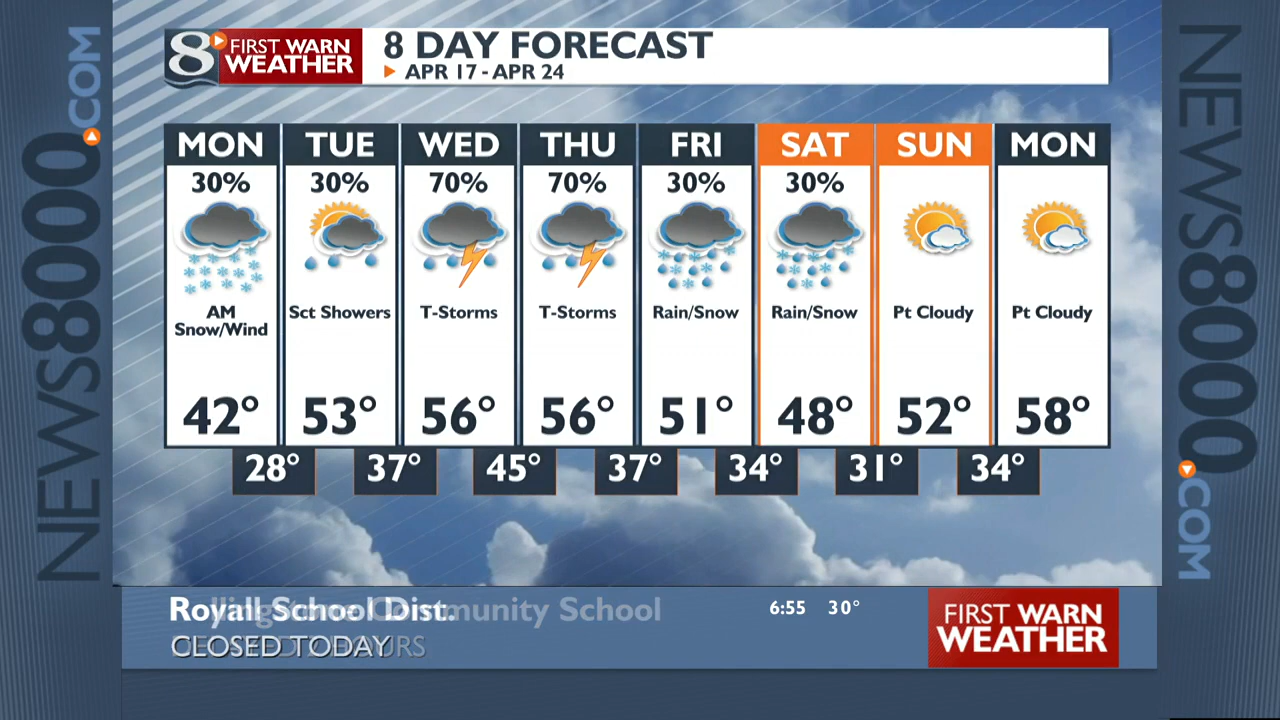 8 FIRST WARN
WEATHER
8 DAY FORECAST
APR 17 - APR 24
MON TUE WED THU FRI SAT SUN MON
30% 30% 70% 70% 30% 30%
AM Sct Showers T-Storms T-Storms Rain/Snow Rain/Snow Pt Cloudy Pt Cloudy
Snow/Wind
42° 53° 56° 56° 51° 48° 52° 58°
28° 37° 45° 37° 34° 31° 34°
Royall School Dist. Community School
CLOSED TODAY
6:55 30°
FIRST WARN
WEATHER
NEWS8000.COM
NEWS8000.COM